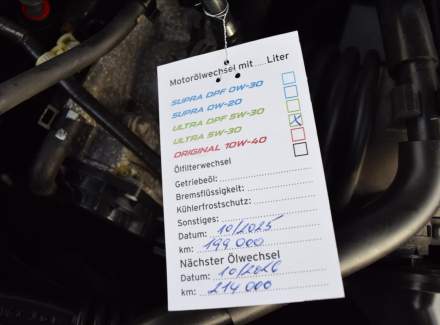 Motorölwechsel mit .... Liter
SUPRA DPF 0W-30
SUPRA 0W-20
ULTRA DPF 5W-30
ULTRA 5W-30
ORIGINAL 10W-40
Ölfilterwechsel
Getriebeöl:
Bremsflüssigkeit:
Kühlerfrostschutz:
Sonstiges:
Datum: 10/2025
km: 199 000
Nächster Ölwechsel
Datum: 10/2026
km: 214 000